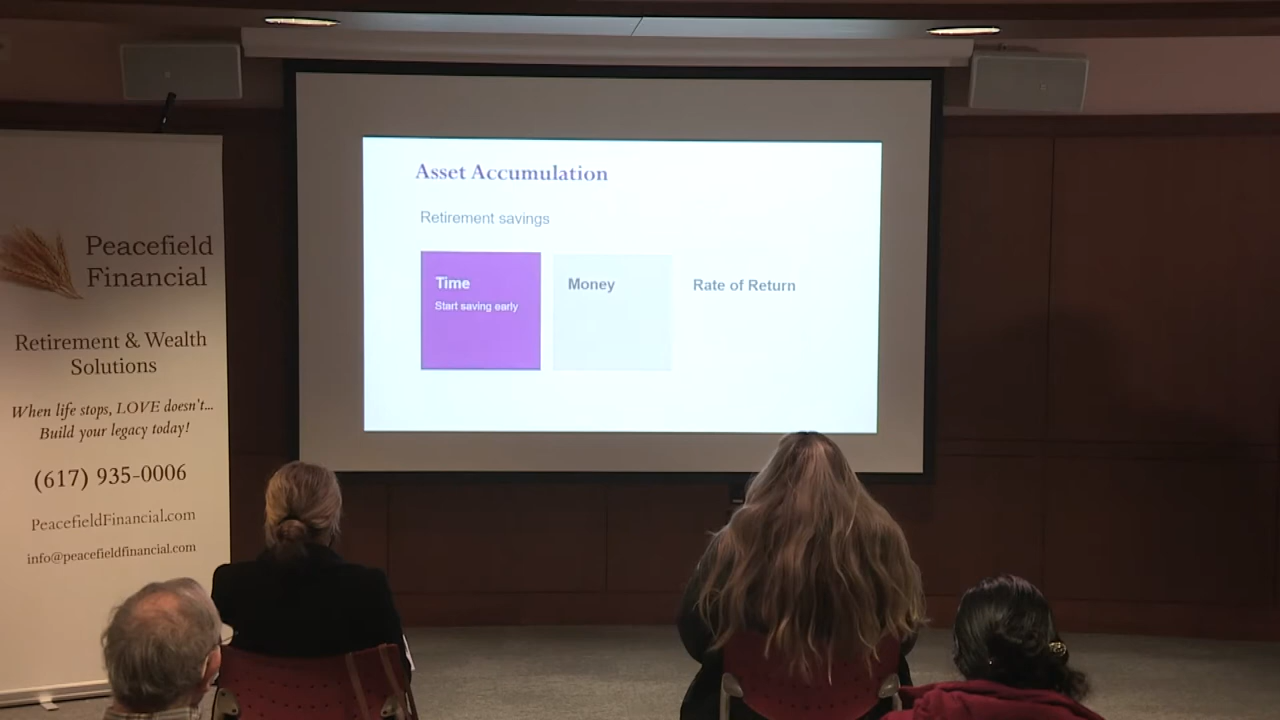 Asset Accumulation
Retirement savings
Time
Start saving early
Money
Rate of Return
Peacefield
Financial
Retirement & Wealth
Solutions
When life stops, LOVE doesn't...
Build your legacy today!
(617) 935-0006
PeacefieldFinancial.com
info@peacefieldfinancial.com